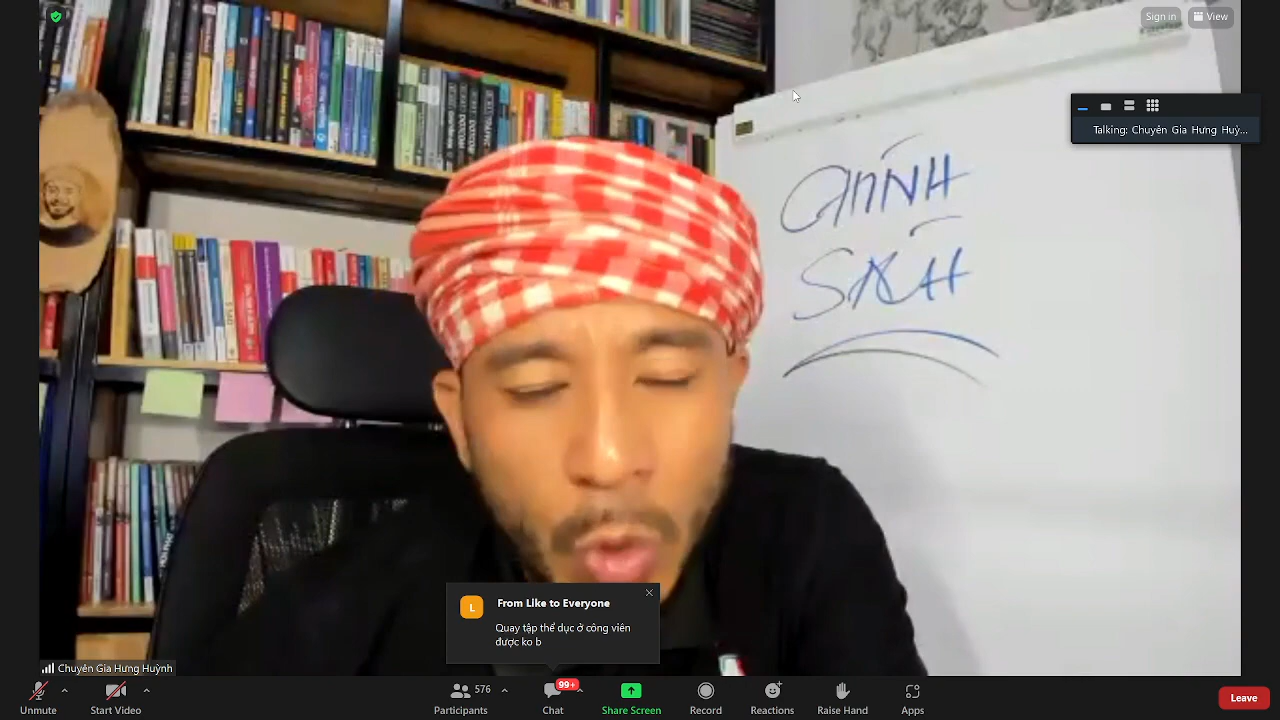 Sign in
View
Talking: Chuyên Gia Hưng Huỳ...
CHÍNH
SÁCH
L
From Like to Everyone
Quay tập thể dục ở công viên
được ko b
Chuyên Gia Hưng Huỳnh
Unmute
Start Video
576
Participants
99+
Chat
Share Screen
Record
Reactions
Raise Hand
Apps
Leave